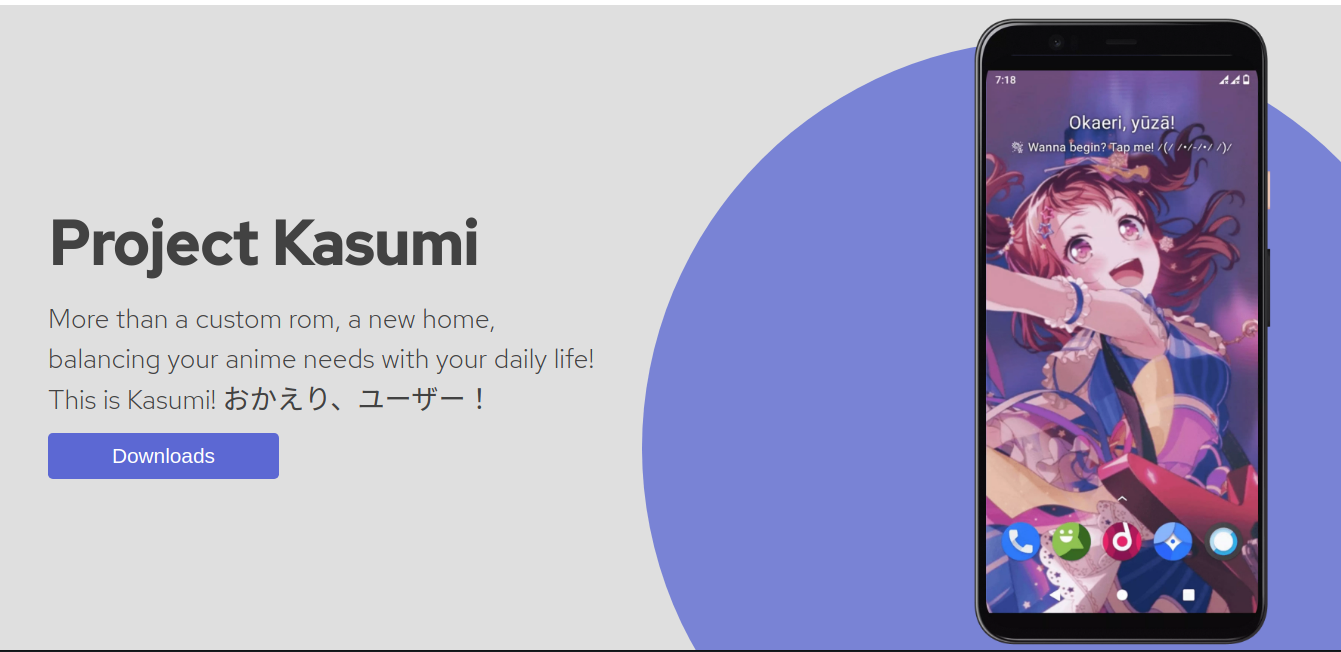 Project Kasumi
More than a custom rom, a new home,
balancing your anime needs with your daily life!
This is Kasumi! おかえり、ユーザー！
Downloads
7:18
Okaeri, yūzā!
Wanna begin? Tap me! ⁄(⁄ ⁄•⁄-⁄•⁄ ⁄)⁄